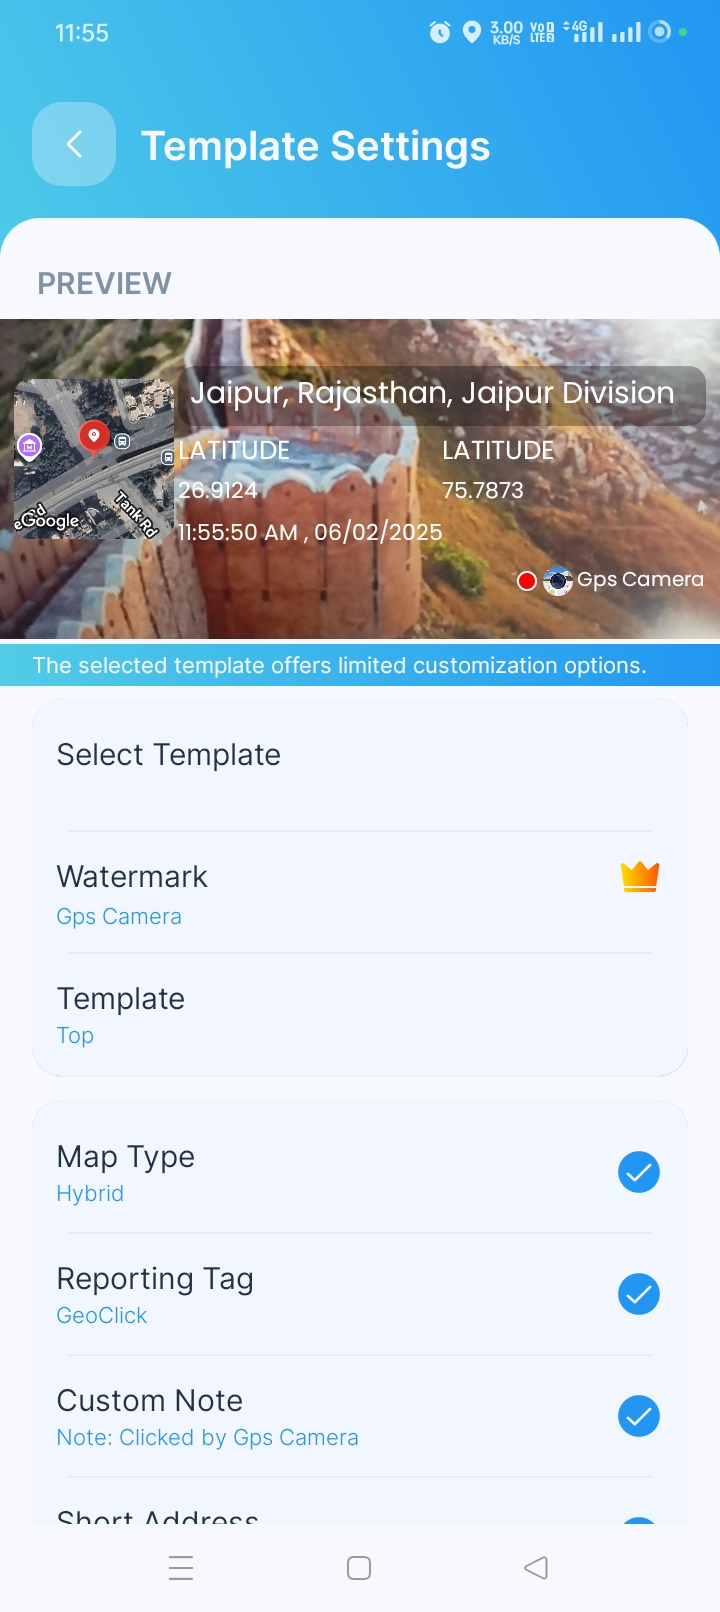 11:55
3.00
KB/S
Vo D
LTE 2
4G
Template Settings
PREVIEW
Jaipur, Rajasthan, Jaipur Division
LATITUDE LATITUDE
26.9124 75.7873
11:55:50 AM , 06/02/2025
Google
Tank Rd
Gps Camera
The selected template offers limited customization options.
Select Template
Watermark
Gps Camera
Template
Top
Map Type
Hybrid
Reporting Tag
GeoClick
Custom Note
Note: Clicked by Gps Camera
Short Address